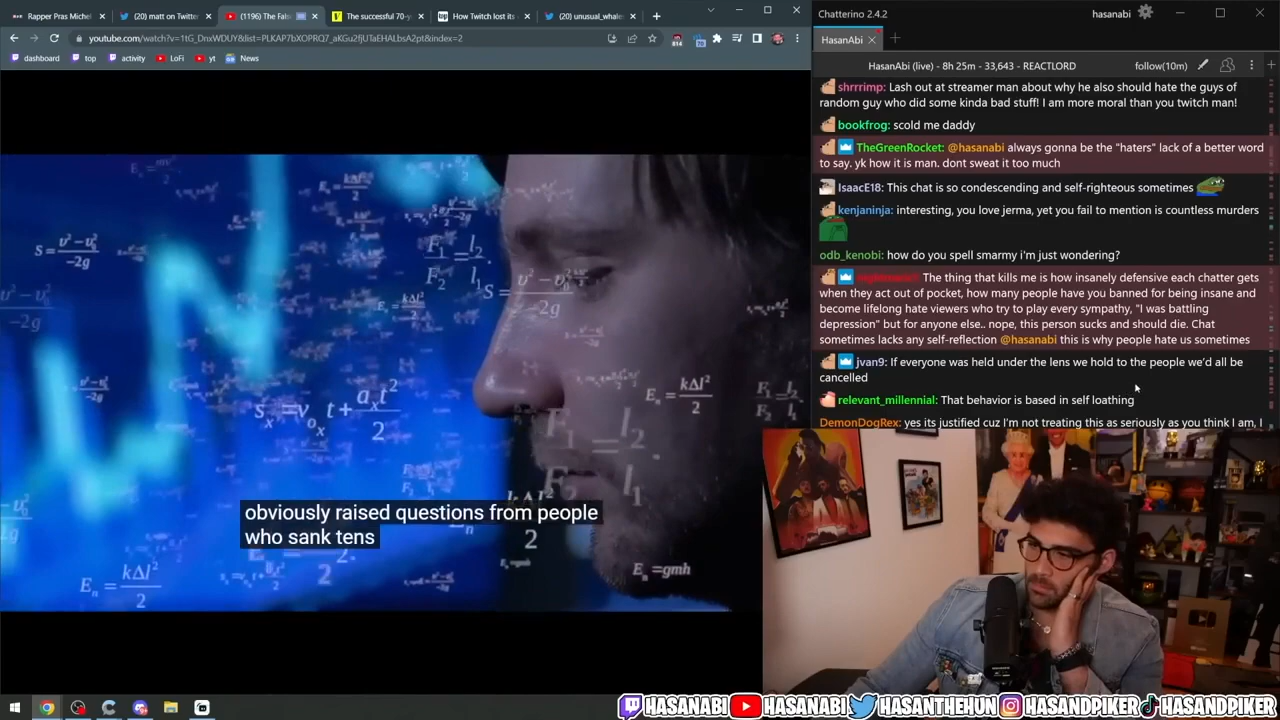 Rapper Pras Michel
(20) matt on Twitter
(1196) The False
The successful 70-y
How Twitch lost its
(20) unusual_whale
youtube.com/watch?v=1tG_DnxWDUY&list=PLKAP7bXOPRQ7_aKGu2fjUTaEHALbsA2pt&index=2
dashboard
top
activity
LoFi
yt
News
obviously raised questions from people
who sank tens
Chatterino 2.4.2
hasanabi
HasanAbi
HasanAbi (live) - 8h 25m - 33,643 - REACTLORD
follow(10m)
shrrrimp: Lash out at streamer man about why he also should hate the guys of
random guy who did some kinda bad stuff! I am more moral than you twitch man!
bookfrog: scold me daddy
TheGreenRocket: @hasanabi always gonna be the "haters" lack of a better word
to say. yk how it is man. dont sweat it too much
IsaacE18: This chat is so condescending and self-righteous sometimes
kenjaninja: interesting, you love jerma, yet you fail to mention is countless murders
odb_kenobi: how do you spell smarmy i'm just wondering?
The thing that kills me is how insanely defensive each chatter gets
when they act out of pocket, how many people have you banned for being insane and
become lifelong hate viewers who try to play every sympathy, "I was battling
depression" but for anyone else.. nope, this person sucks and should die. Chat
sometimes lacks any self-reflection @hasanabi this is why people hate us sometimes
jvan9: If everyone was held under the lens we hold to the people we'd all be
cancelled
relevant_millennial: That behavior is based in self loathing
DemonDogRex: yes its justified cuz I'm not treating this as seriously as you think I am, I
HASANABI
HASANABI
HASANTHEHUN
HASANDPIKER
HASANDPIKER